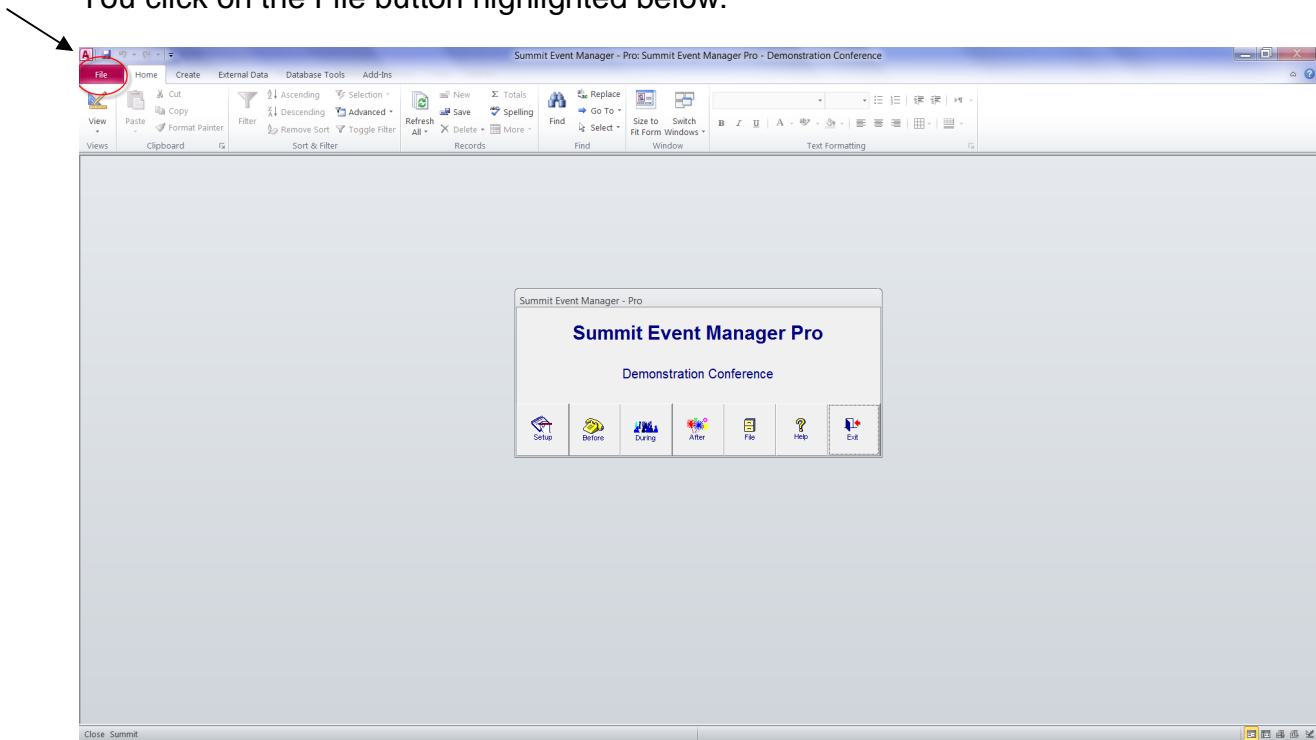 You click on the File button highlighted below.
Summit Event Manager - Pro: Summit Event Manager Pro - Demonstration Conference
File Home Create External Data Database Tools Add-Ins
Cut Ascending Selection New Totals Replace
Copy Descending Advanced Save Spelling Go To
View Paste Format Painter Filter Remove Sort Toggle Filter Refresh All Delete More Find Select Size to Fit Form Switch Windows
B I U A
Views Clipboard Sort & Filter Records Find Window Text Formatting
Summit Event Manager - Pro
Summit Event Manager Pro
Demonstration Conference
Setup Before During After File Help Exit
Close Summit